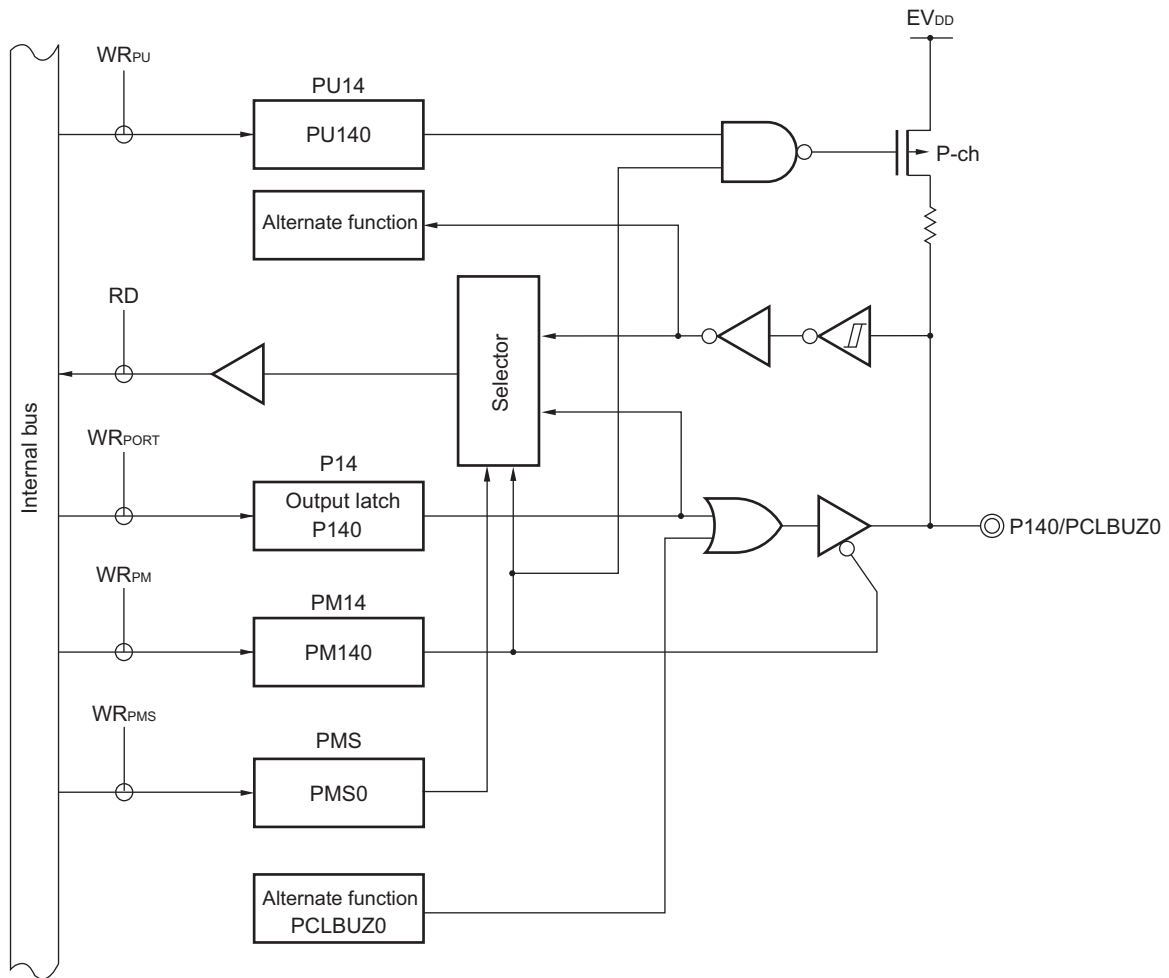 EVDD
WRPU
PU14
PU140
P-ch
Alternate function
RD
Selector
Internal bus
WRPORT
P14
Output latch
P140
P140/PCLBUZ0
WRPM
PM14
PM140
WRPMS
PMS
PMS0
Alternate function
PCLBUZ0